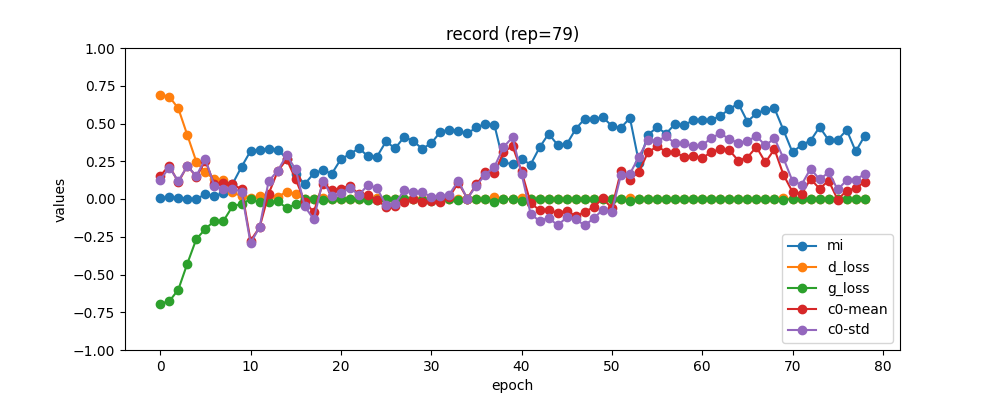 record (rep=79)
1.00
0.75
0.50
0.25
0.00
−0.25
−0.50
−0.75
−1.00
values
mi
d_loss
g_loss
c0-mean
c0-std
0 10 20 30 40 50 60 70 80
epoch